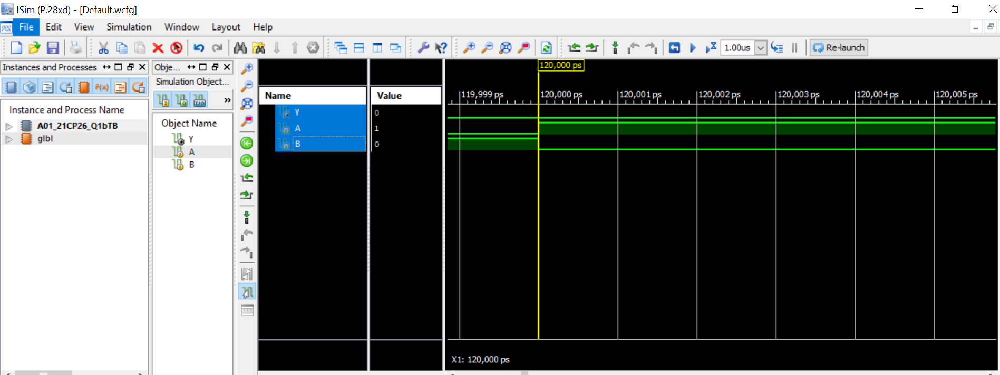 ISim (P.28xd) - [Default.wcfg]
File Edit View Simulation Window Layout Help
1.00us Re-launch
Instances and Processes
Obje...
Simulation Object...
F(x)
I O I/O »
Instance and Process Name
A01_21CP26_Q1bTB
glbl
Object Name
Y
A
B
Name Value
Y 0
A 1
B 0
120,000 ps
119,999 ps 120,000 ps 120,001 ps 120,002 ps 120,003 ps 120,004 ps 120,005 ps
X1: 120,000 ps